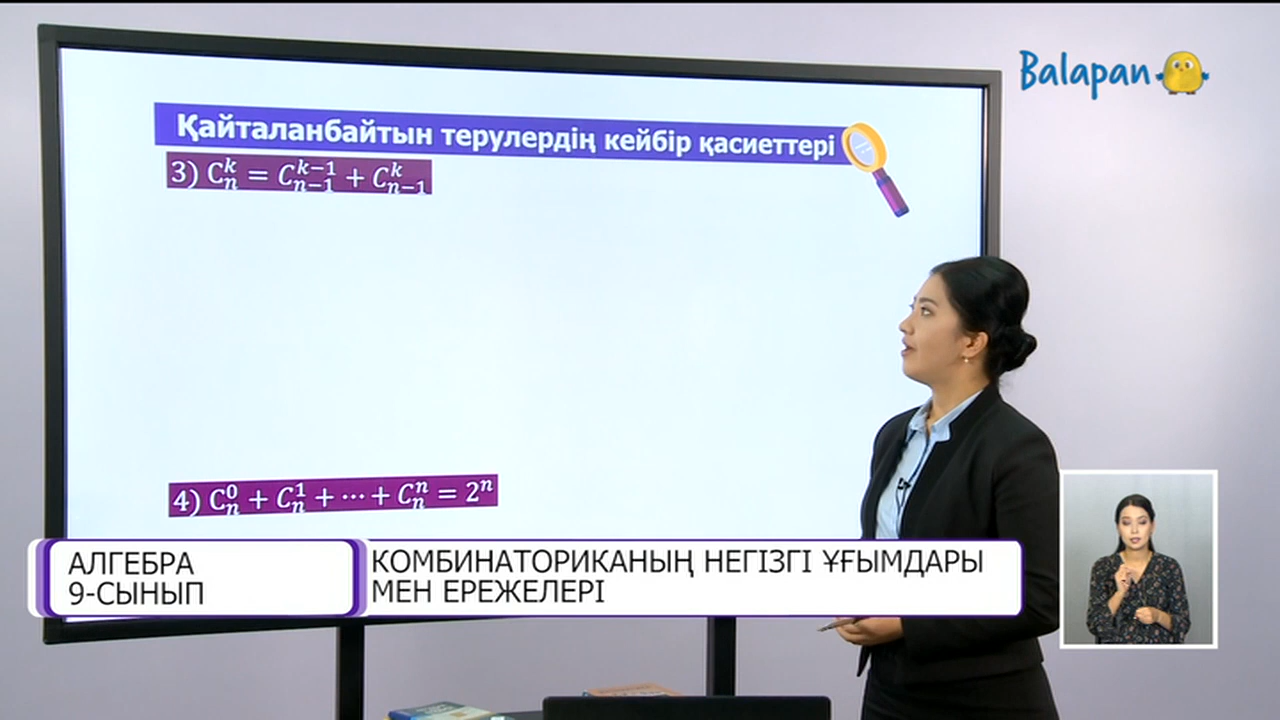 Balapan
Қайталанбайтын терулердің кейбір қасиеттері
3) C_n^k = C_{n-1}^{k-1} + C_{n-1}^k
4) C_n^0 + C_n^1 + ⋯ + C_n^n = 2^n
АЛГЕБРА
9-СЫНЫП
КОМБИНАТОРИКАНЫҢ НЕГІЗГІ ҰҒЫМДАРЫ
МЕН ЕРЕЖЕЛЕРІ